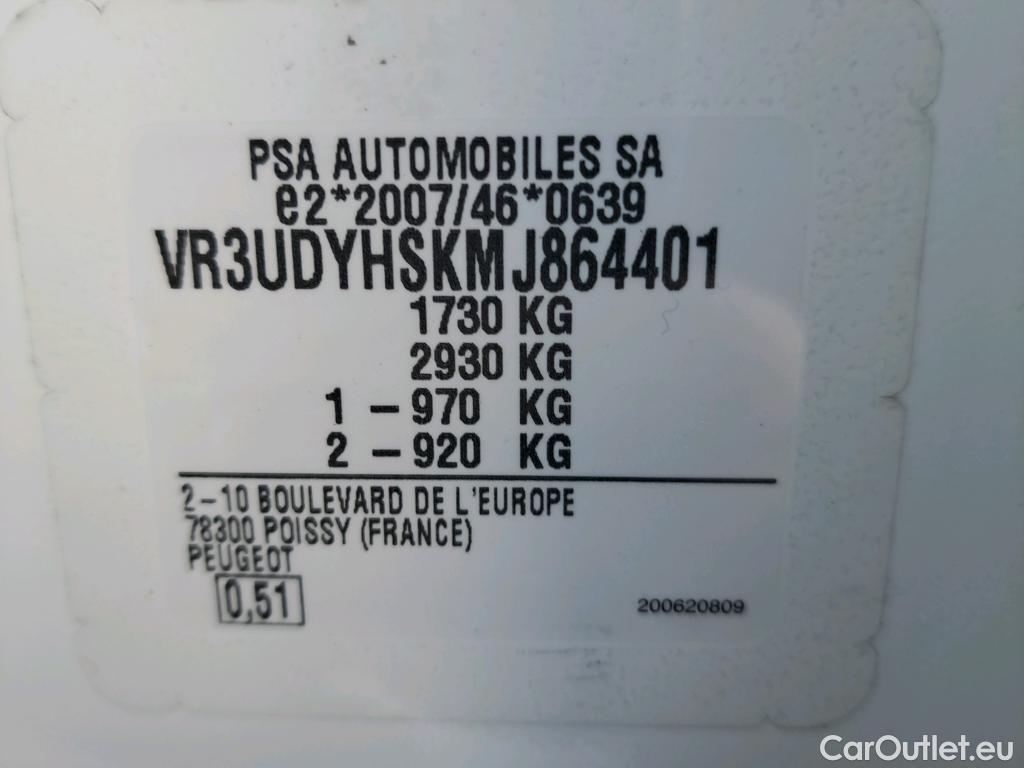 PSA AUTOMOBILES SA
e2*2007/46*0639
VR3UDYHSKMJ864401
1730 KG
2930 KG
1 -970 KG
2 -920 KG
2-10 BOULEVARD DE L'EUROPE
78300 POISSY (FRANCE)
PEUGEOT
0,51
200620809
CarOutlet.eu